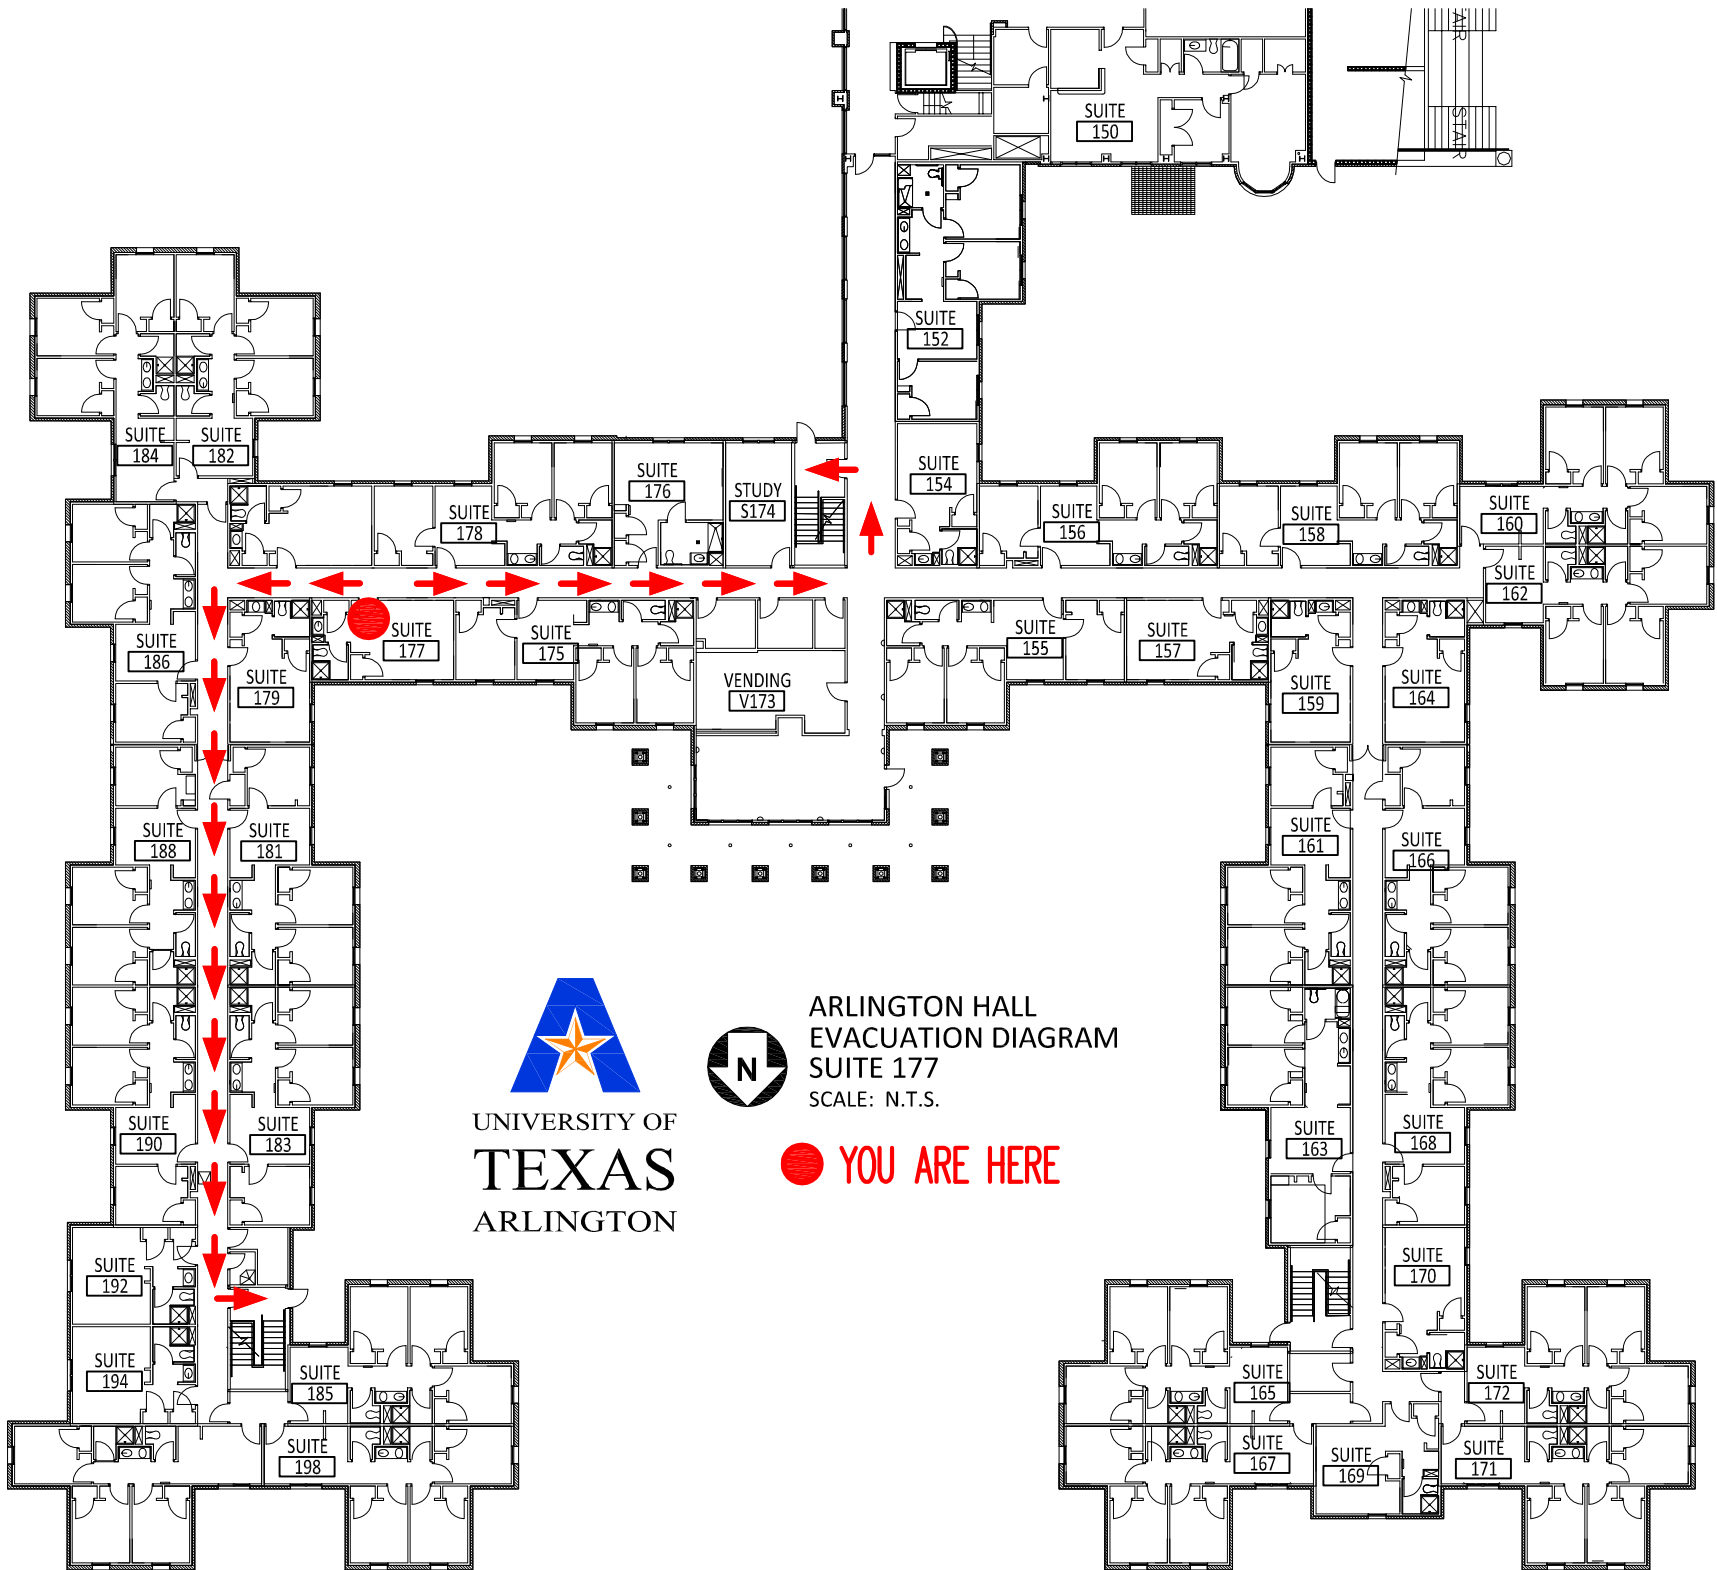 STAIR
STAIR
SUITE
150
SUITE
152
SUITE
184
SUITE
182
SUITE
176
STUDY
S174
SUITE
178
SUITE
154
SUITE
156
SUITE
158
SUITE
160
SUITE
162
SUITE
186
SUITE
179
SUITE
177
SUITE
175
VENDING
V173
SUITE
155
SUITE
157
SUITE
159
SUITE
164
SUITE
188
SUITE
181
SUITE
161
SUITE
166
SUITE
190
SUITE
183
SUITE
163
SUITE
168
ARLINGTON HALL
EVACUATION DIAGRAM
SUITE 177
SCALE: N.T.S.
N
UNIVERSITY OF
TEXAS
ARLINGTON
YOU ARE HERE
SUITE
192
SUITE
194
SUITE
185
SUITE
198
SUITE
170
SUITE
165
SUITE
172
SUITE
167
SUITE
169
SUITE
171